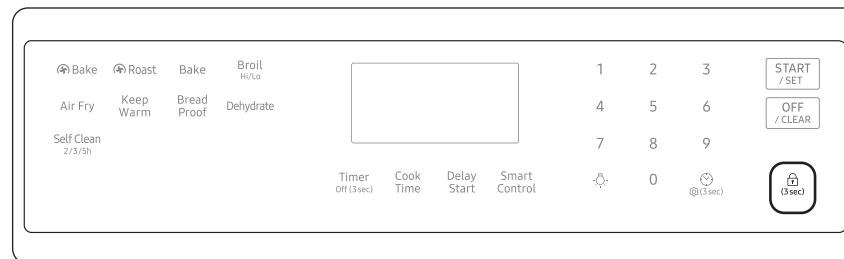 Bake Roast Bake Broil
Hi/Lo
1 2 3 START
/ SET
Air Fry Keep
Warm Bread
Proof Dehydrate
4 5 6 OFF
/ CLEAR
Self Clean
2/3/5h
7 8 9
Timer
Off (3 sec)
Cook
Time
Delay
Start
Smart
Control
0
(3 sec)
(3 sec)